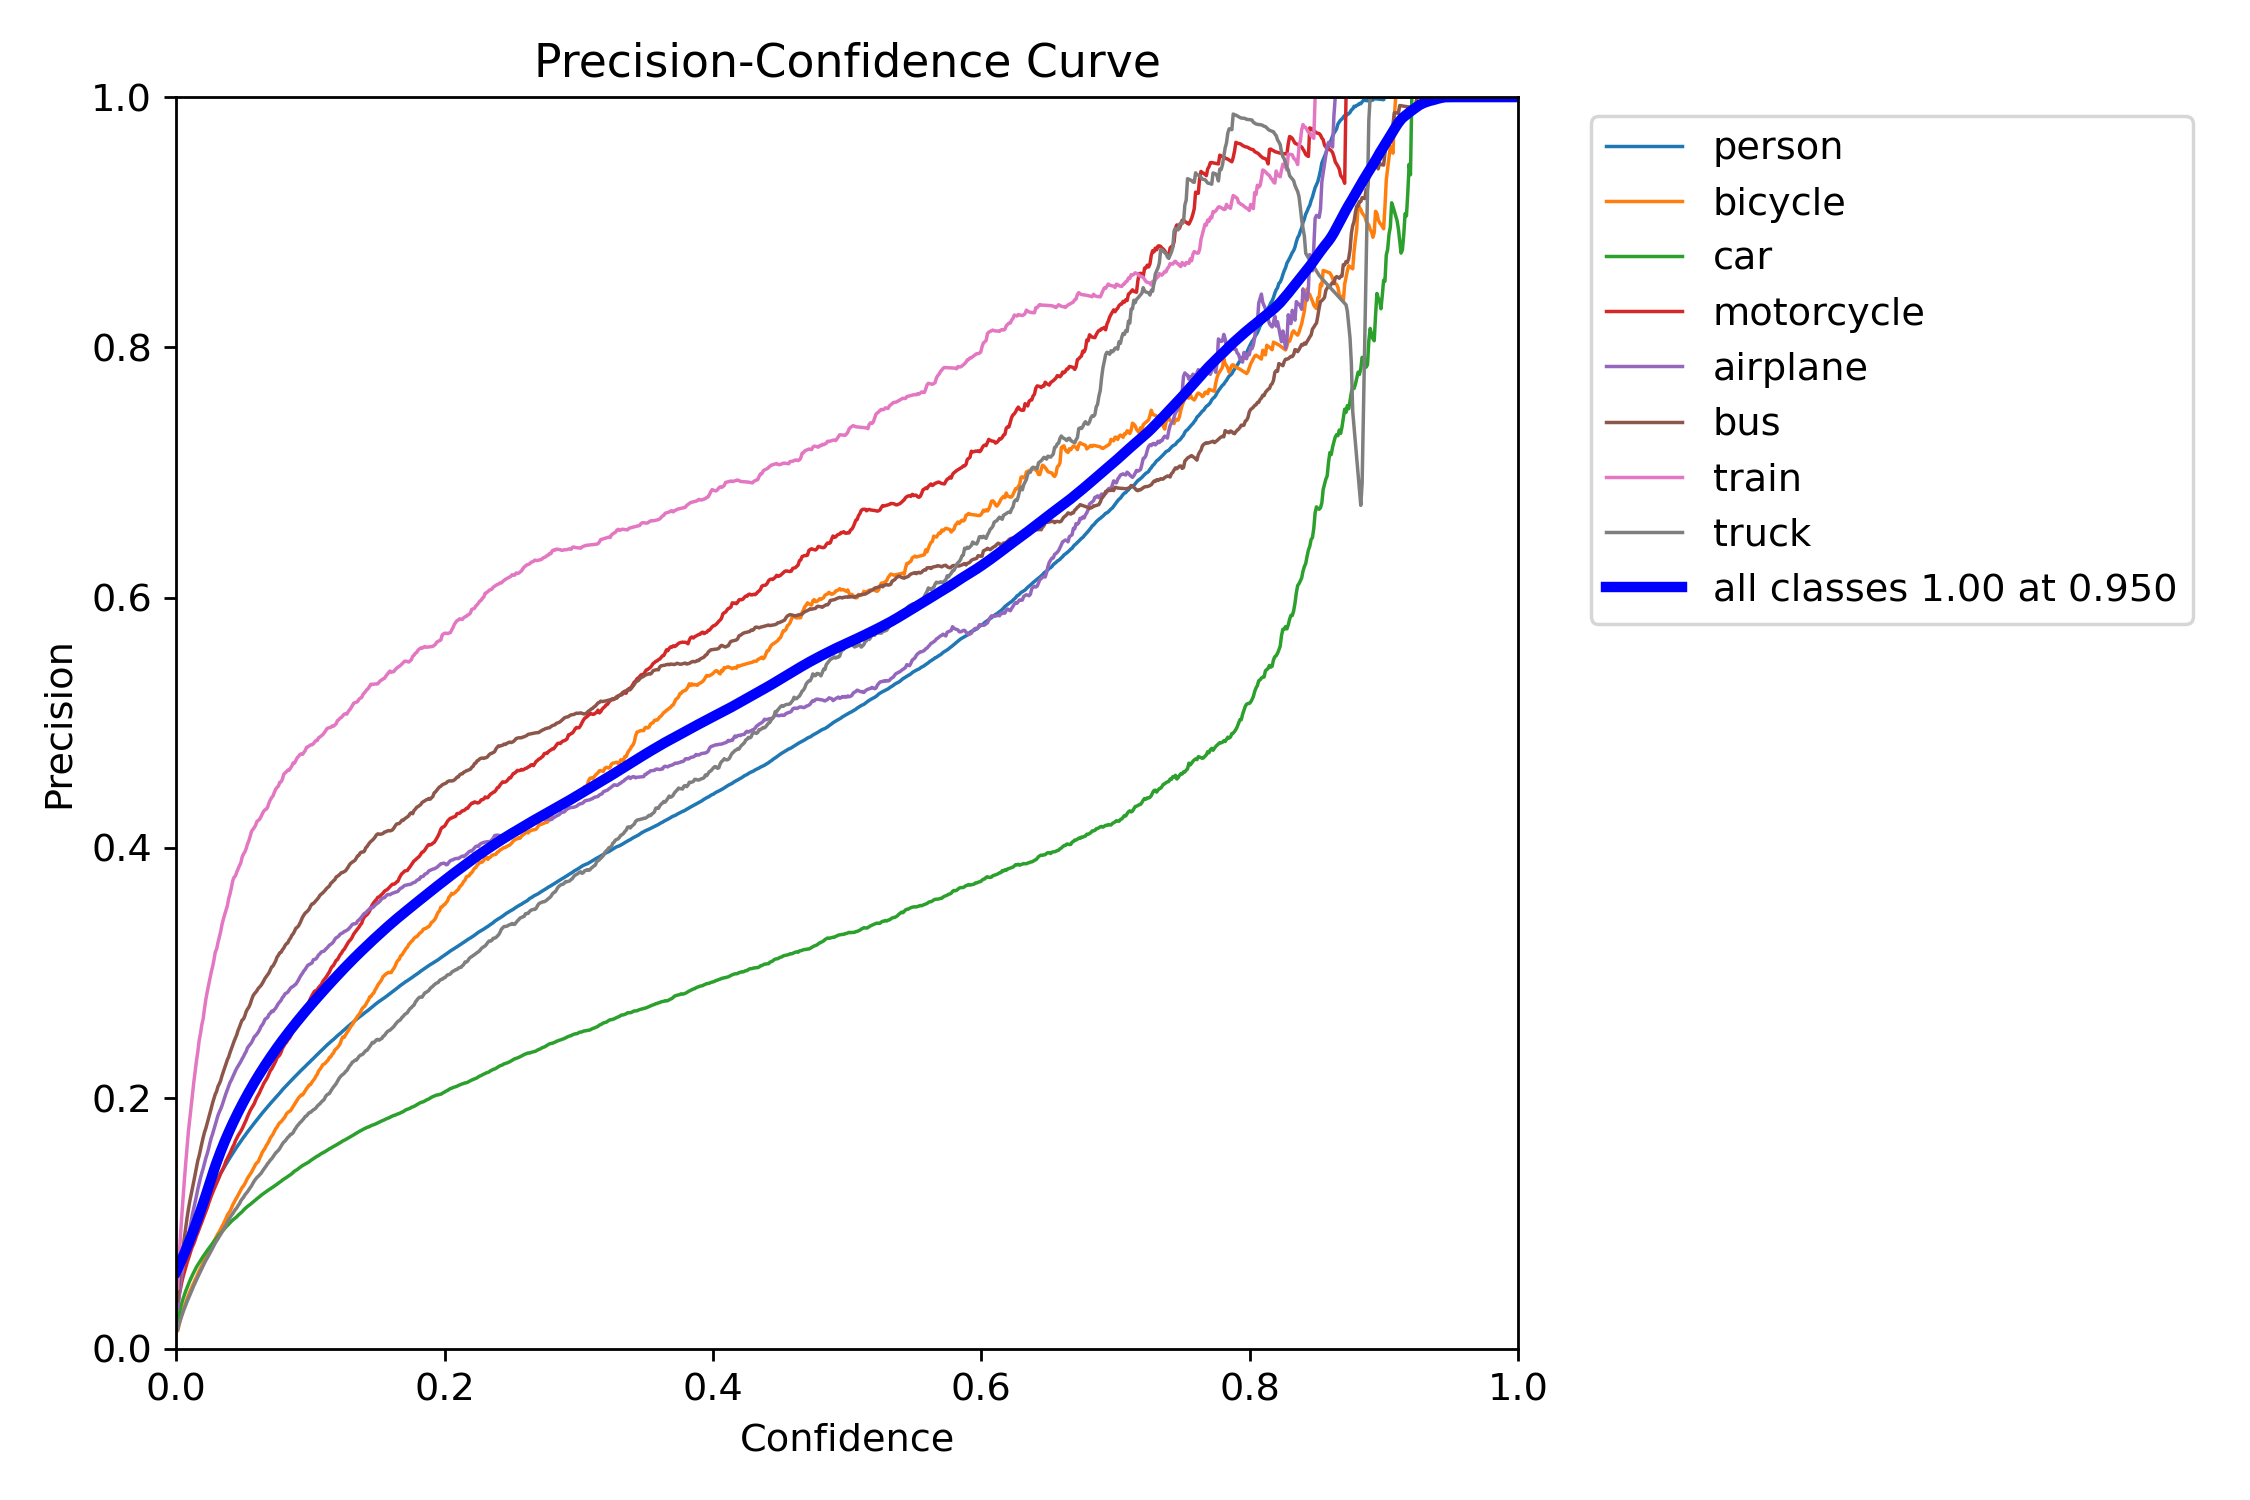 Precision-Confidence Curve
1.0
0.8
0.6
0.4
0.2
0.0
Precision
0.0 0.2 0.4 0.6 0.8 1.0
Confidence
person
bicycle
car
motorcycle
airplane
bus
train
truck
all classes 1.00 at 0.950